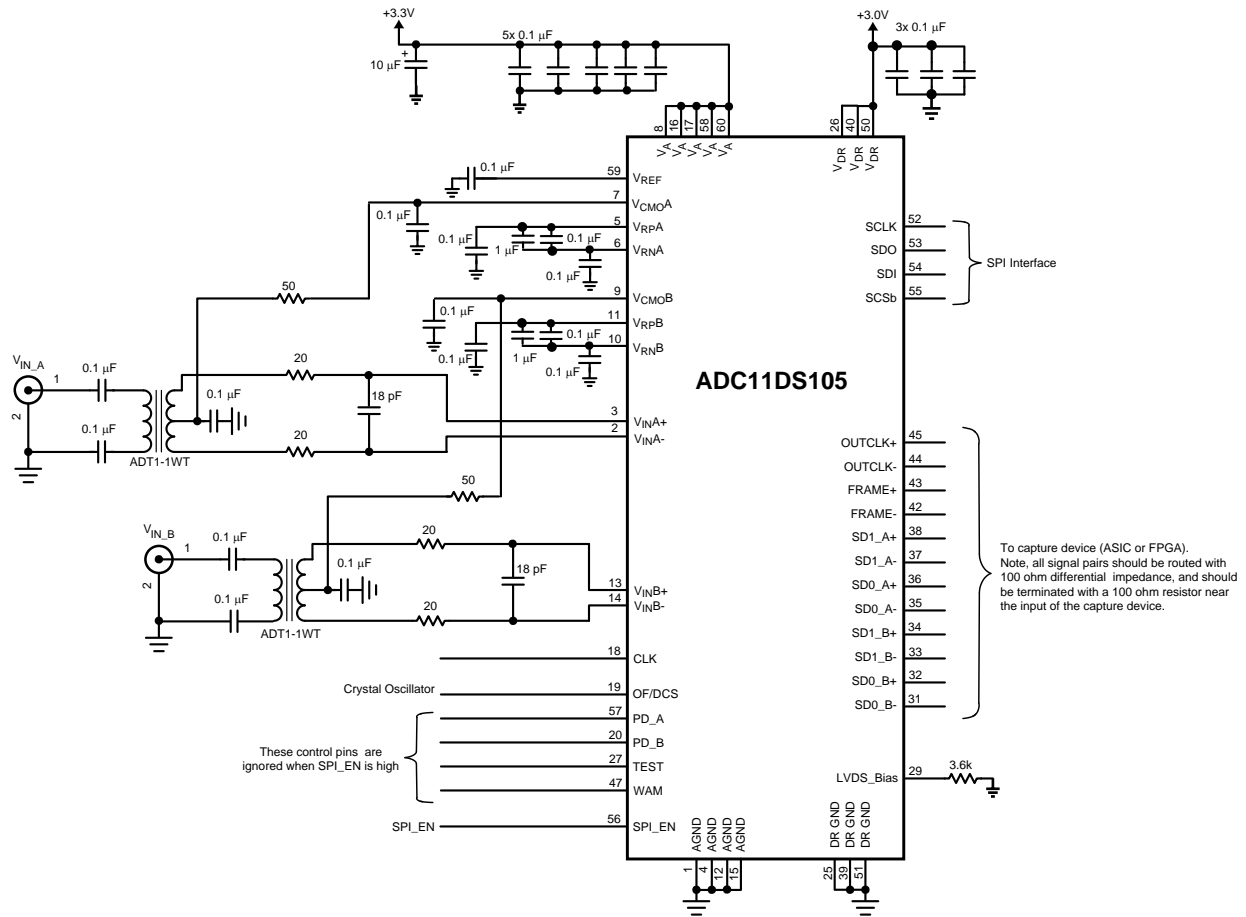 +3.3V
5x 0.1 µF
+
10 µF
+3.0V
3x 0.1 µF
8
16
17
58
60
VA
VA
VA
VA
VA
26
40
50
VDR
VDR
VDR
0.1 µF
59
VREF
7
VCMOA
0.1 µF
5
VRPA
0.1 µF
1 µF
0.1 µF
6
VRNA
0.1 µF
50
9
VCMOB
0.1 µF
11
VRPB
0.1 µF
1 µF
0.1 µF
10
VRNB
0.1 µF
SCLK
52
SDO
53
SDI
54
SCSb
55
SPI Interface
ADC11DS105
VIN_A
1
2
0.1 µF
0.1 µF
ADT1-1WT
0.1 µF
20
20
18 pF
3
VINA+
2
VINA-
50
VIN_B
1
2
0.1 µF
0.1 µF
ADT1-1WT
0.1 µF
20
20
18 pF
13
VINB+
14
VINB-
OUTCLK+
45
OUTCLK-
44
FRAME+
43
FRAME-
42
SD1_A+
38
SD1_A-
37
SD0_A+
36
SD0_A-
35
SD1_B+
34
SD1_B-
33
SD0_B+
32
SD0_B-
31
To capture device (ASIC or FPGA).
Note, all signal pairs should be routed with
100 ohm differential impedance, and should
be terminated with a 100 ohm resistor near
the input of the capture device.
18
CLK
Crystal Oscillator
19
OF/DCS
57
PD_A
20
PD_B
27
TEST
47
WAM
These control pins are
ignored when SPI_EN is high
SPI_EN
56
SPI_EN
LVDS_Bias
29
3.6k
AGND
AGND
AGND
AGND
1
4
12
15
DR GND
DR GND
DR GND
25
39
51